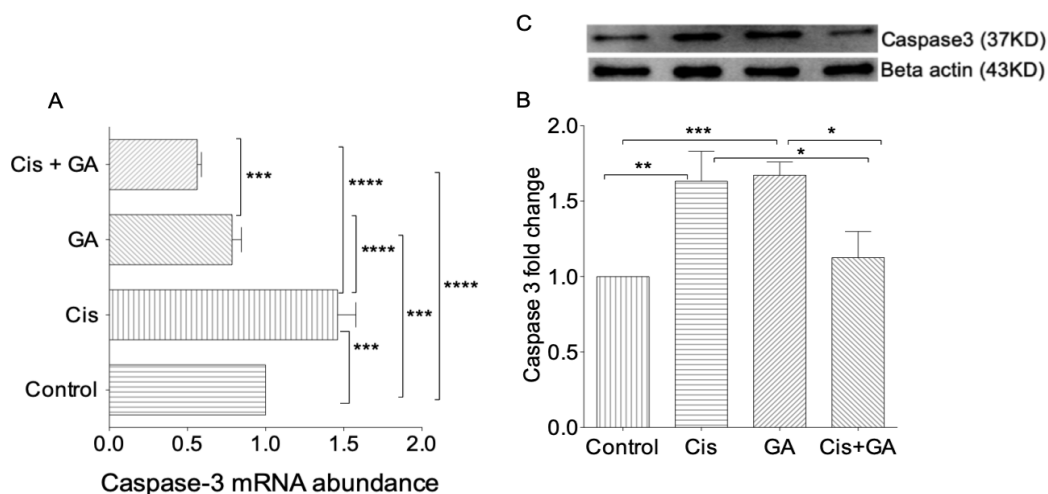 C
Caspase3 (37KD)
Beta actin (43KD)
A
Cis + GA
GA
Cis
Control
***
****
****
***
***
****
0.0 0.5 1.0 1.5 2.0
Caspase-3 mRNA abundance
B
Caspase 3 fold change
2.0
1.5
1.0
0.5
0.0
***
*
**
*
Control Cis GA Cis+GA